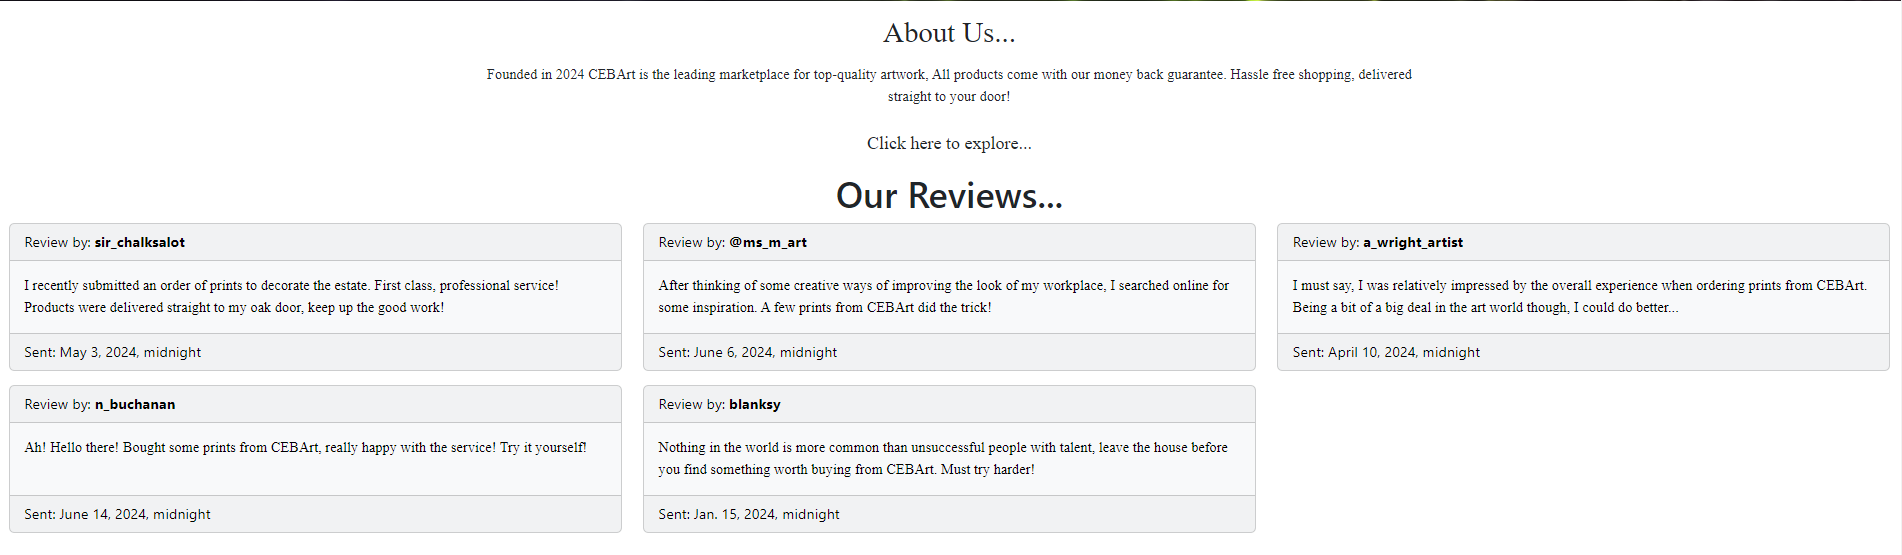 About Us...
Founded in 2024 CEBArt is the leading marketplace for top-quality artwork, All products come with our money back guarantee. Hassle free shopping, delivered
straight to your door!
Click here to explore...
Our Reviews...
Review by: sir_chalksalot
I recently submitted an order of prints to decorate the estate. First class, professional service!
Products were delivered straight to my oak door, keep up the good work!
Sent: May 3, 2024, midnight
Review by: @ms_m_art
After thinking of some creative ways of improving the look of my workplace, I searched online for
some inspiration. A few prints from CEBArt did the trick!
Sent: June 6, 2024, midnight
Review by: a_wright_artist
I must say, I was relatively impressed by the overall experience when ordering prints from CEBArt.
Being a bit of a big deal in the art world though, I could do better...
Sent: April 10, 2024, midnight
Review by: n_buchanan
Ah! Hello there! Bought some prints from CEBArt, really happy with the service! Try it yourself!
Sent: June 14, 2024, midnight
Review by: blanksy
Nothing in the world is more common than unsuccessful people with talent, leave the house before
you find something worth buying from CEBArt. Must try harder!
Sent: Jan. 15, 2024, midnight